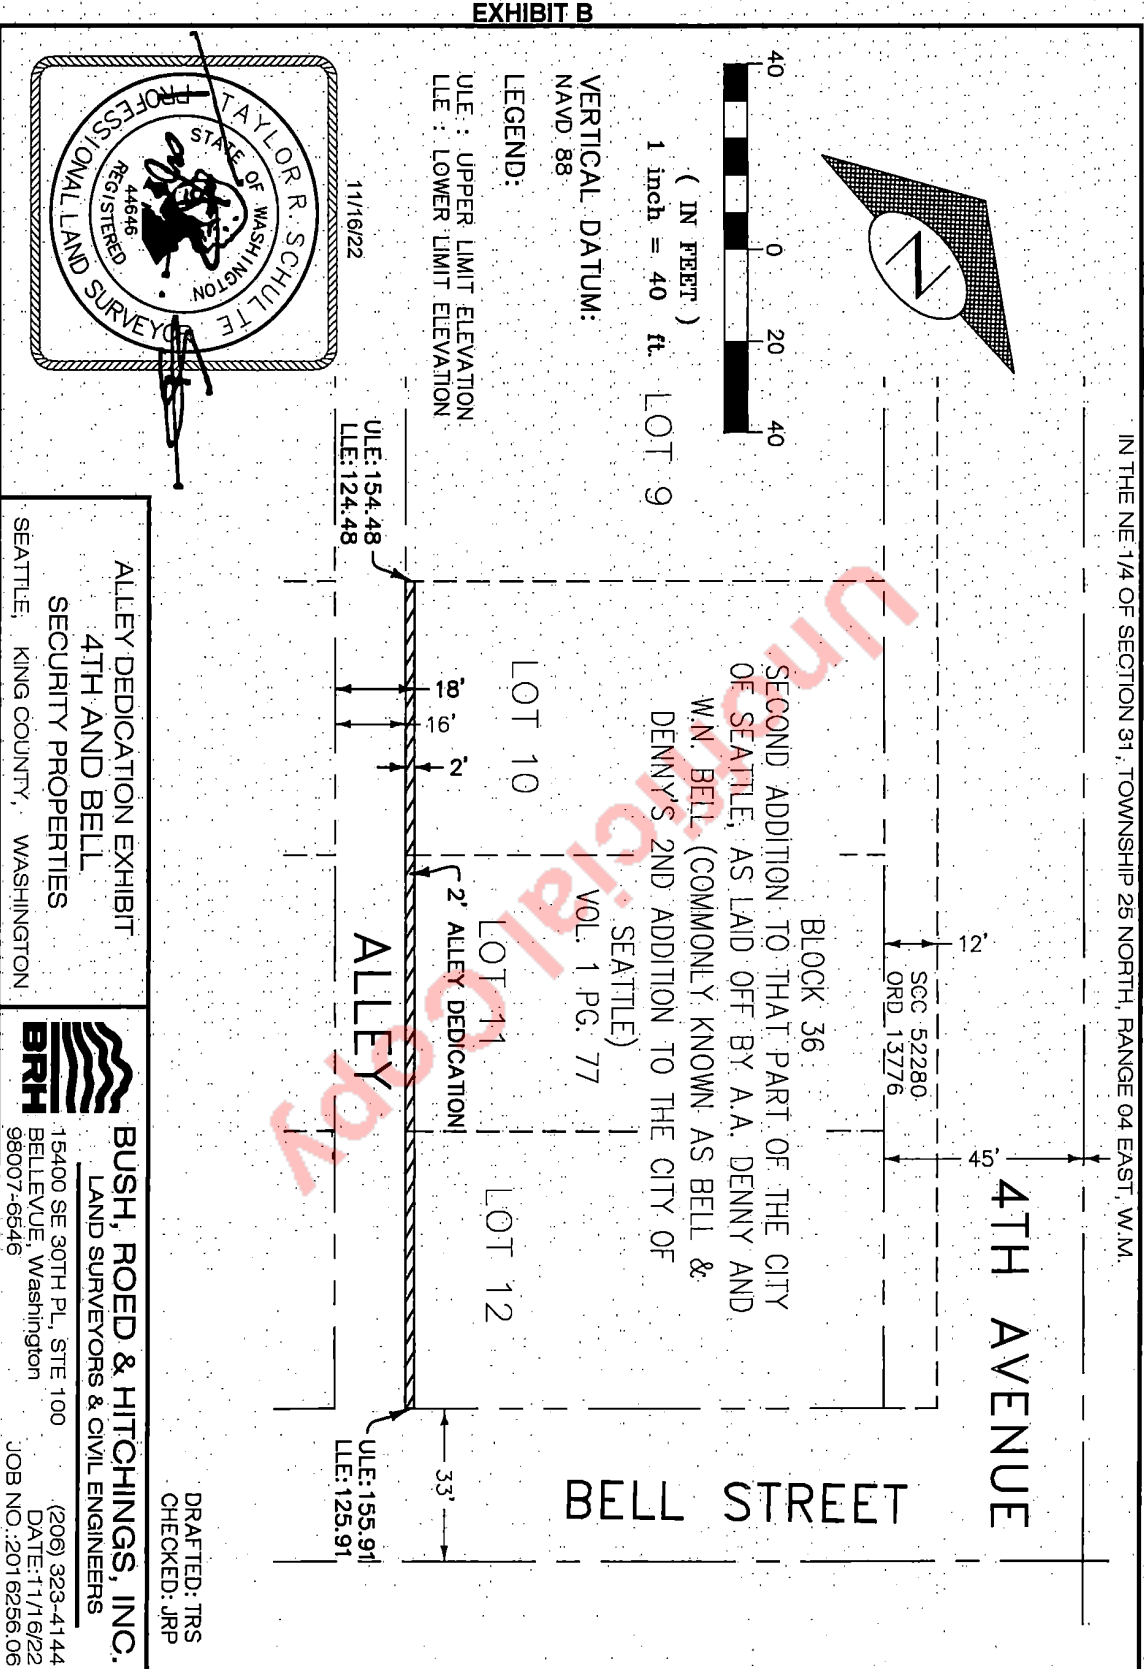 EXHIBIT B
IN THE NE 1/4 OF SECTION 31, TOWNSHIP 25 NORTH, RANGE 04 EAST, W.M.
N
40 0 20 40
( IN FEET )
1 inch = 40 ft.
VERTICAL DATUM:
NAVD 88
LEGEND:
ULE : UPPER LIMIT ELEVATION
LLE : LOWER LIMIT ELEVATION
11/16/22
TAYLOR R. SCHULTE
STATE OF WASHINGTON
44646
REGISTERED
PROFESSIONAL LAND SURVEYOR
4TH AVENUE
45'
12'
SCC 52280
ORD 13776
BLOCK 36
SECOND ADDITION TO THAT PART OF THE CITY
OF SEATTLE, AS LAID OFF BY A.A. DENNY AND
W.N. BELL (COMMONLY KNOWN AS BELL &
DENNY'S 2ND ADDITION TO THE CITY OF
SEATTLE)
VOL. 1 PG. 77
LOT 9
LOT 10
LOT 11
LOT 12
BELL STREET
33'
2' ALLEY DEDICATION
18'
16'
2'
ALLEY
ULE:154.48
LLE:124.48
ULE:155.91
LLE:125.91
Unofficial Copy
DRAFTED: TRS
CHECKED: JRP
ALLEY DEDICATION EXHIBIT
4TH AND BELL
SECURITY PROPERTIES
SEATTLE, KING COUNTY, WASHINGTON
BRH
BUSH, ROED & HITCHINGS, INC.
LAND SURVEYORS & CIVIL ENGINEERS
15400 SE 30TH PL, STE 100 (206) 323-4144
BELLEVUE, Washington DATE:11/16/22
98007-6546 JOB NO.:2016256.06